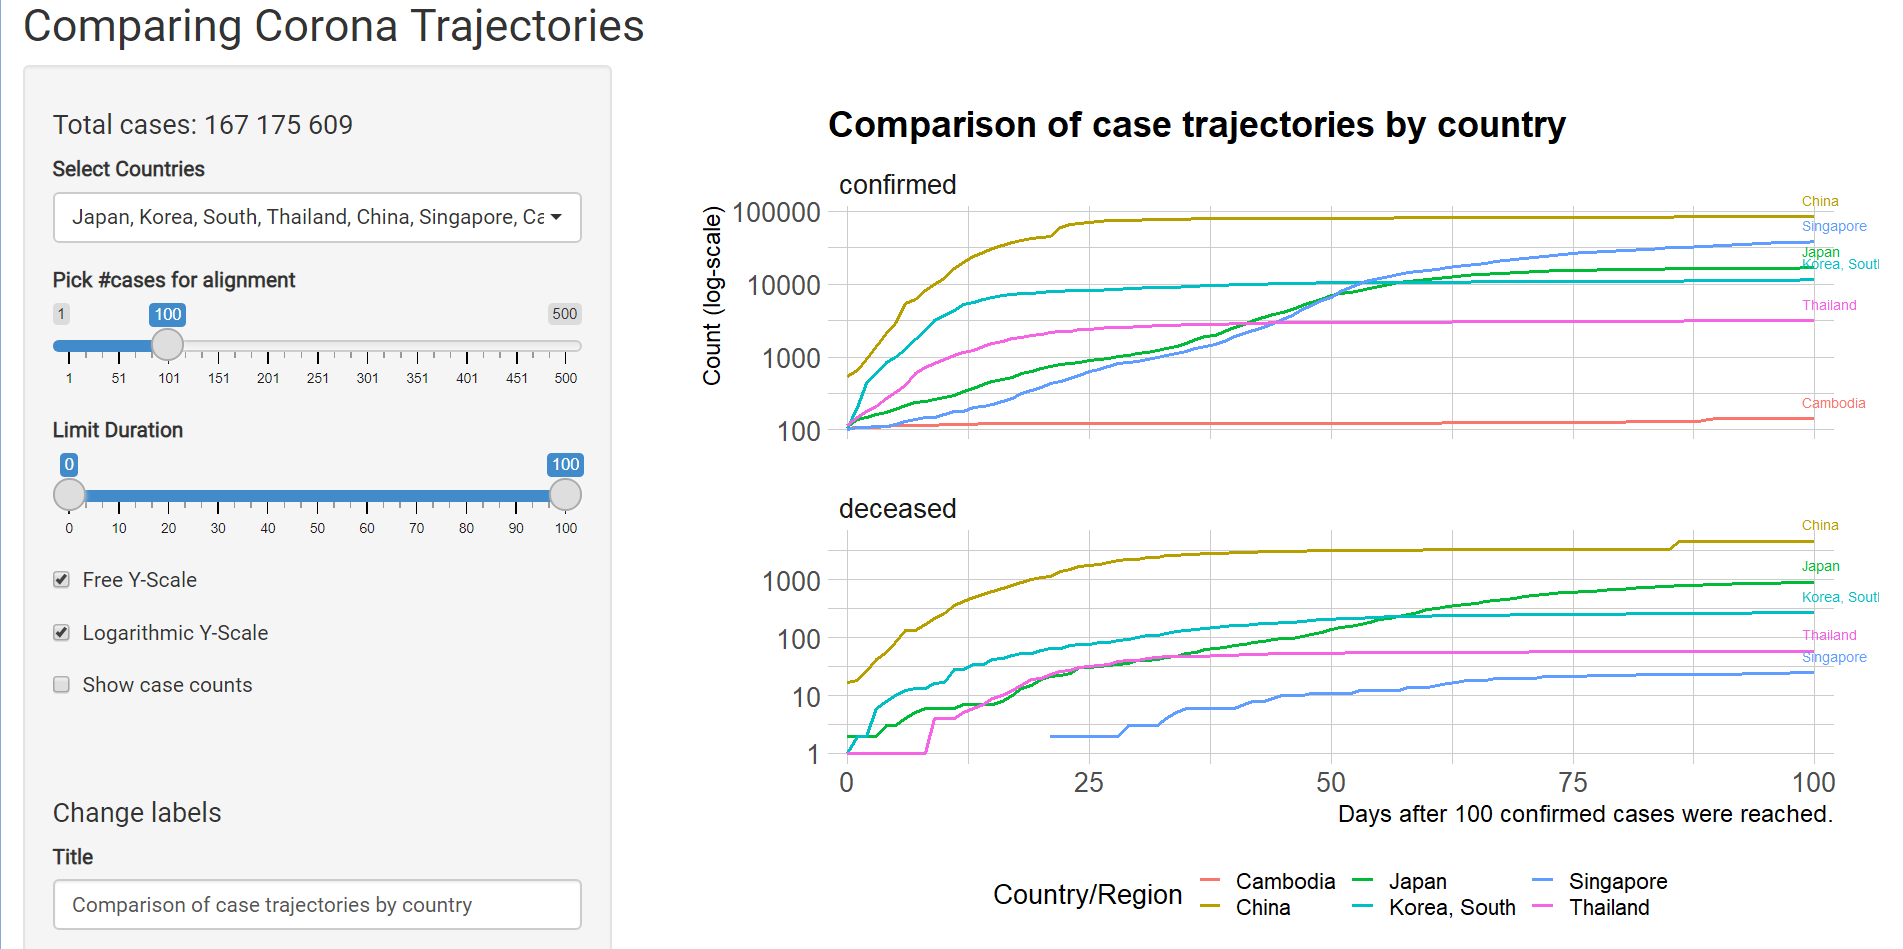 Comparing Corona Trajectories
Total cases: 167 175 609
Select Countries
Japan, Korea, South, Thailand, China, Singapore, Ca
Pick #cases for alignment
1 100 500
1 51 101 151 201 251 301 351 401 451 500
Limit Duration
0 100
0 10 20 30 40 50 60 70 80 90 100
Free Y-Scale
Logarithmic Y-Scale
Show case counts
Change labels
Title
Comparison of case trajectories by country
Comparison of case trajectories by country
confirmed
Count (log-scale)
100000
10000
1000
100
China
Singapore
Japan
Korea, Sout
Thailand
Cambodia
deceased
1000
100
10
1
China
Japan
Korea, Sout
Thailand
Singapore
0 25 50 75 100
Days after 100 confirmed cases were reached.
Country/Region
Cambodia Japan Singapore
China Korea, South Thailand